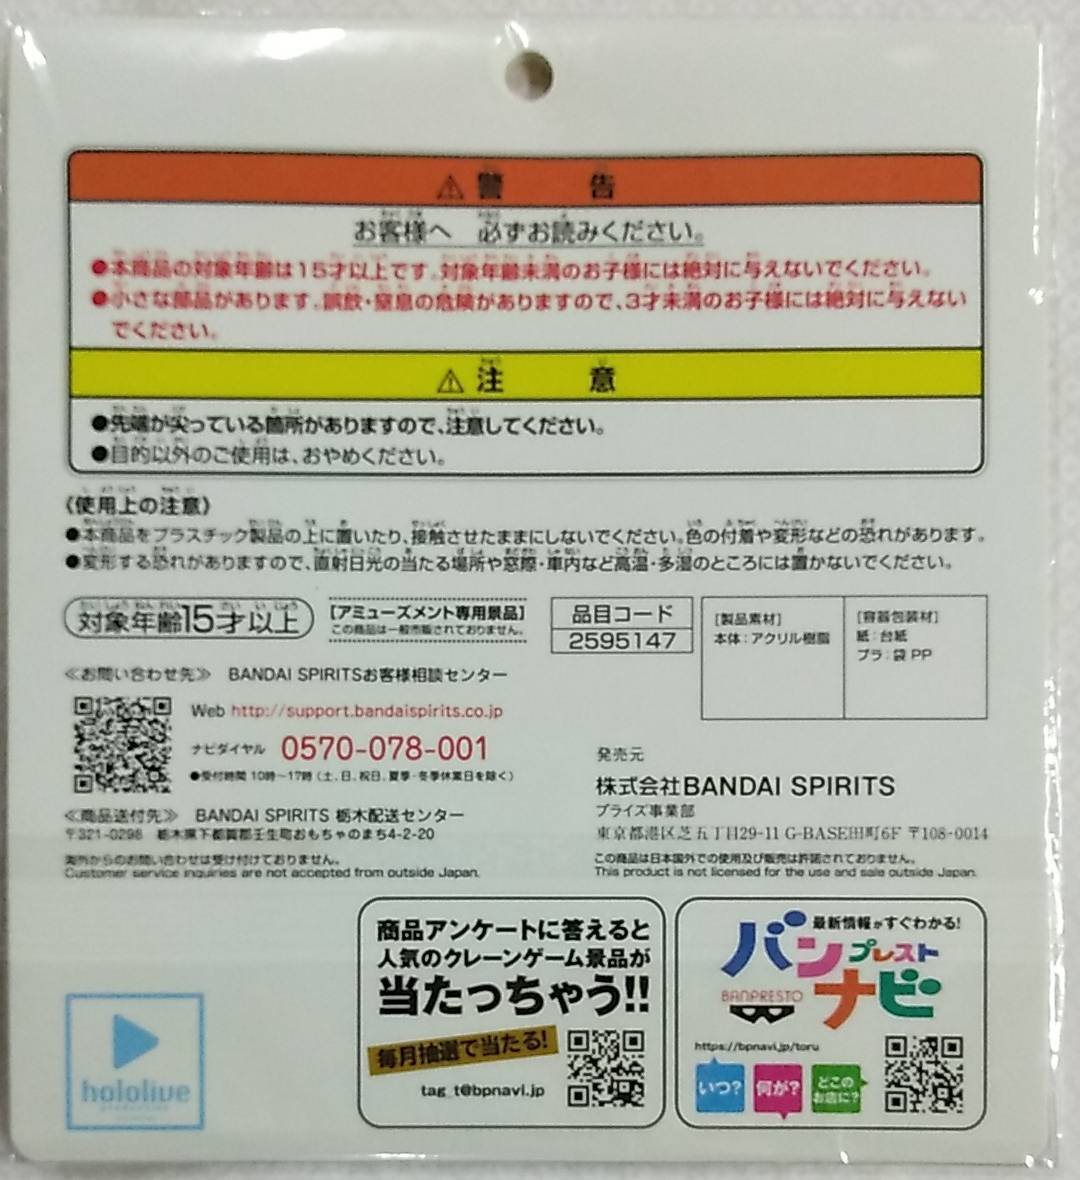 ⚠警 告
お客様へ 必ずお読みください。
●本商品の対象年齢は15才以上です。対象年齢未満のお子様には絶対に与えないでください。
●小さな部品があります。誤飲・窒息の危険がありますので、3才未満のお子様には絶対に与えない
でください。
⚠注 意
●先端が尖っている箇所がありますので、注意してください。
●目的以外のご使用は、おやめください。
〈使用上の注意〉
●本商品をプラスチック製品の上に置いたり、接触させたままにしないでください。色の付着や変形などの恐れがあります。
●変形する恐れがありますので、直射日光の当たる場所や窓際・車内など高温・多湿のところには置かないでください。
対象年齢15才以上
【アミューズメント専用景品】
この商品は一般市販されておりません。
品目コード
2595147
[製品素材]
本体：アクリル樹脂
[容器包装材]
紙：台紙
プラ：袋 PP
≪お問い合わせ先≫ BANDAI SPIRITSお客様相談センター
Web http://support.bandaispirits.co.jp
ナビダイヤル 0570-078-001
●受付時間 10時～17時（土、日、祝日、夏季・冬季休業日を除く）
≪商品送付先≫ BANDAI SPIRITS 栃木配送センター
〒321-0298 栃木県下都賀郡壬生町おもちゃのまち4-2-20
海外からのお問い合わせは受け付けておりません。
Customer service inquiries are not accepted from outside Japan.
発売元
株式会社BANDAI SPIRITS
プライズ事業部
東京都港区芝五丁目29-11 G-BASE田町6F 〒108-0014
この商品は日本国外での使用及び販売は許諾されておりません。
This product is not licensed for the use and sale outside Japan.
商品アンケートに答えると
人気のクレーンゲーム景品が
当たっちゃう!!
毎月抽選で当たる!
tag_t@bpnavi.jp
最新情報がすぐわかる!
バンプレスト
ナビ
BANPRESTO
https://bpnavi.jp/toru
いつ?
何が?
どこの
お店に?
hololive
production